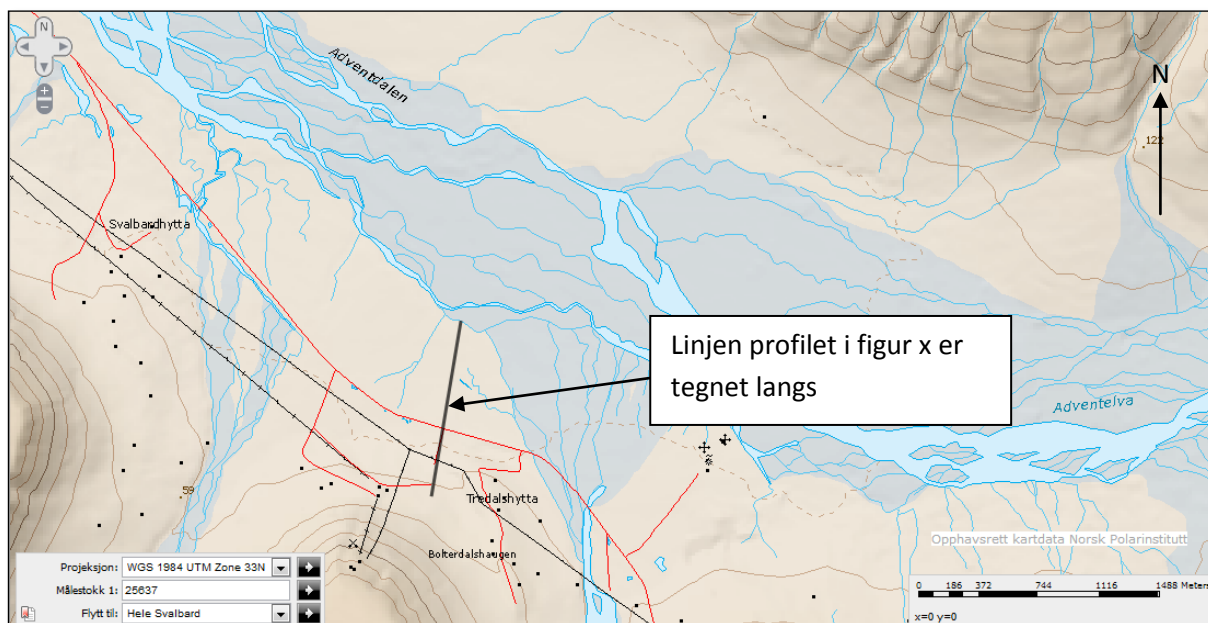 N
Adventdalen
N
122
Svalbardhytta
Linjen profilet i figur x er
tegnet langs
Adventelva
59
Tredalshytta
Bolterdalshaugen
Opphavsrett kartdata Norsk Polarinstitutt
Projeksjon: WGS 1984 UTM Zone 33N
Målestokk 1: 25637
Flytt til: Hele Svalbard
0 186 372 744 1116 1488 Meters
x=0 y=0